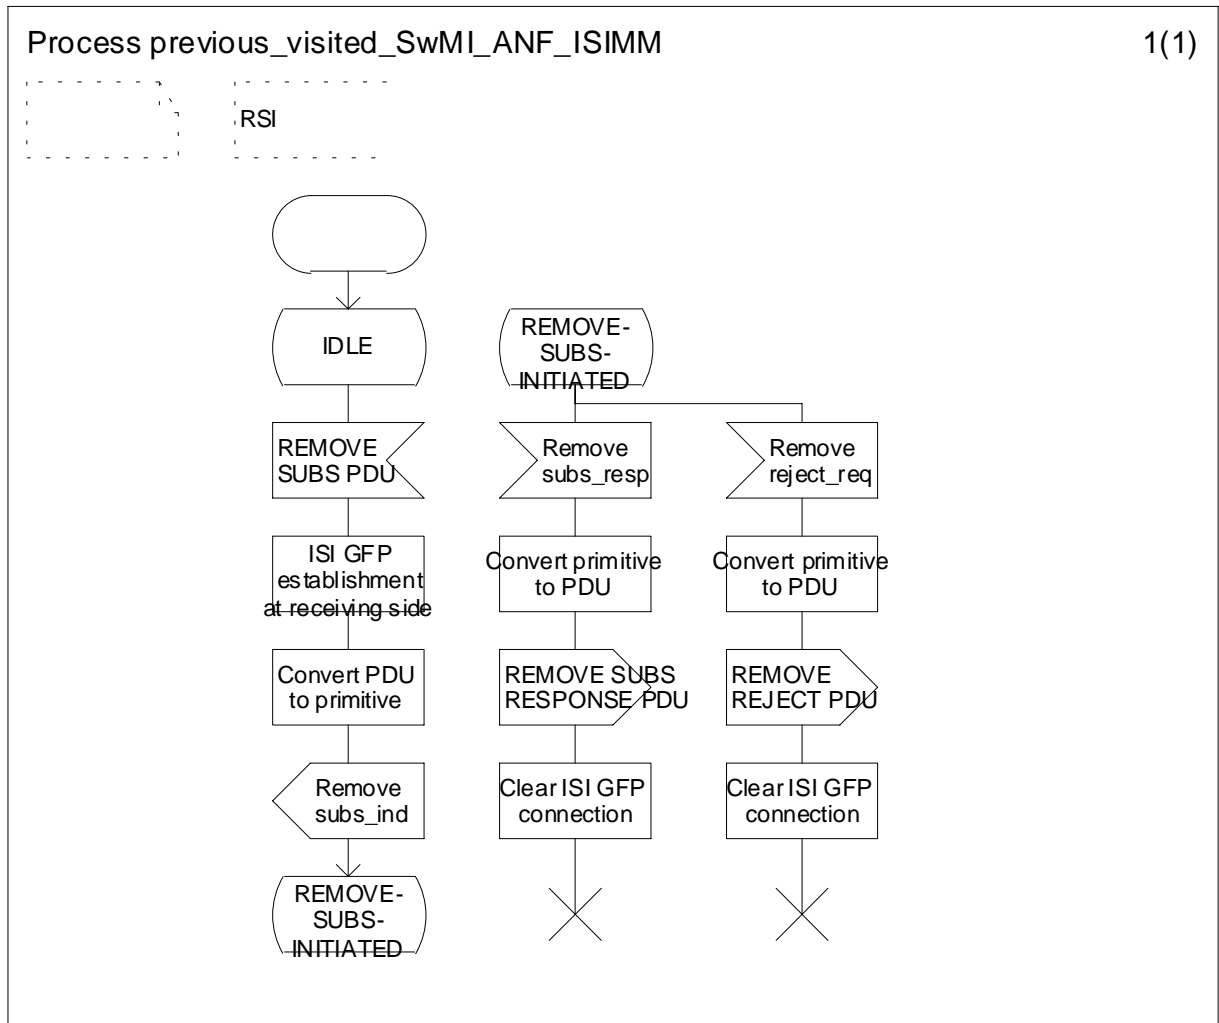 Process previous_visited_SwMI_ANF_ISIMM
1(1)
RSI
IDLE
REMOVE
SUBS PDU
ISI GFP
establishment
at receiving side
Convert PDU
to primitive
Remove
subs_ind
REMOVE-
SUBS-
INITIATED
REMOVE-
SUBS-
INITIATED
Remove
subs_resp
Convert primitive
to PDU
REMOVE SUBS
RESPONSE PDU
Clear ISI GFP
connection
Remove
reject_req
Convert primitive
to PDU
REMOVE
REJECT PDU
Clear ISI GFP
connection